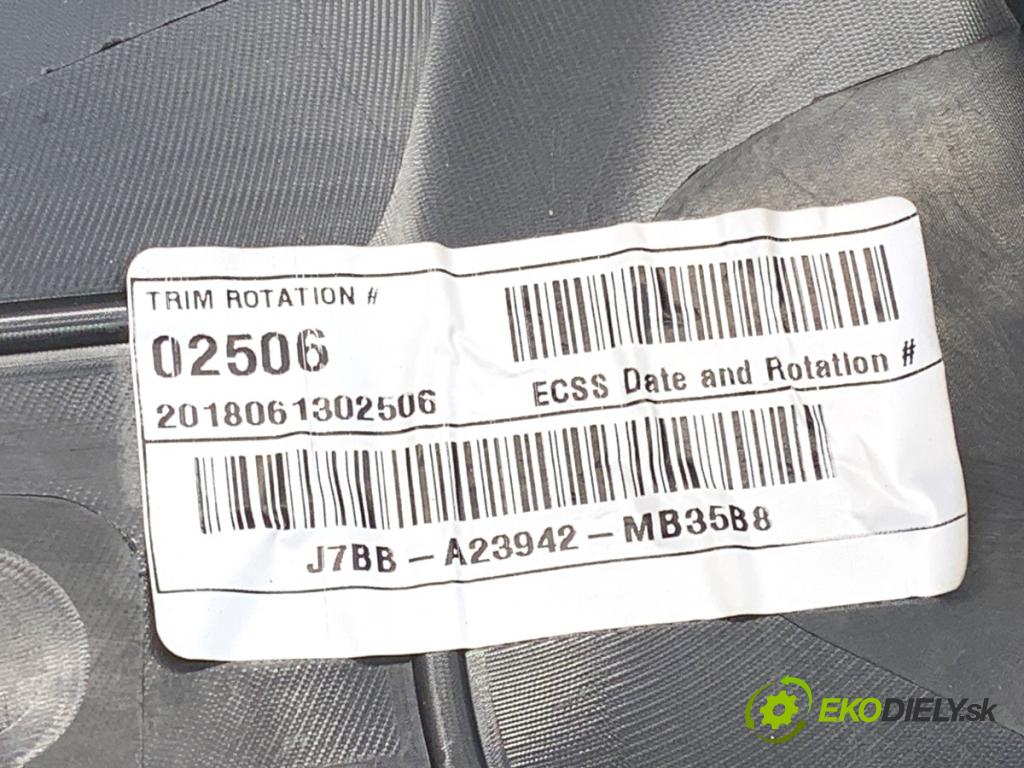 TRIM ROTATION #
02506
2018061302506
ECSS Date and Rotation #
J7BB-A23942-MB35B8
EKODIELY.sk